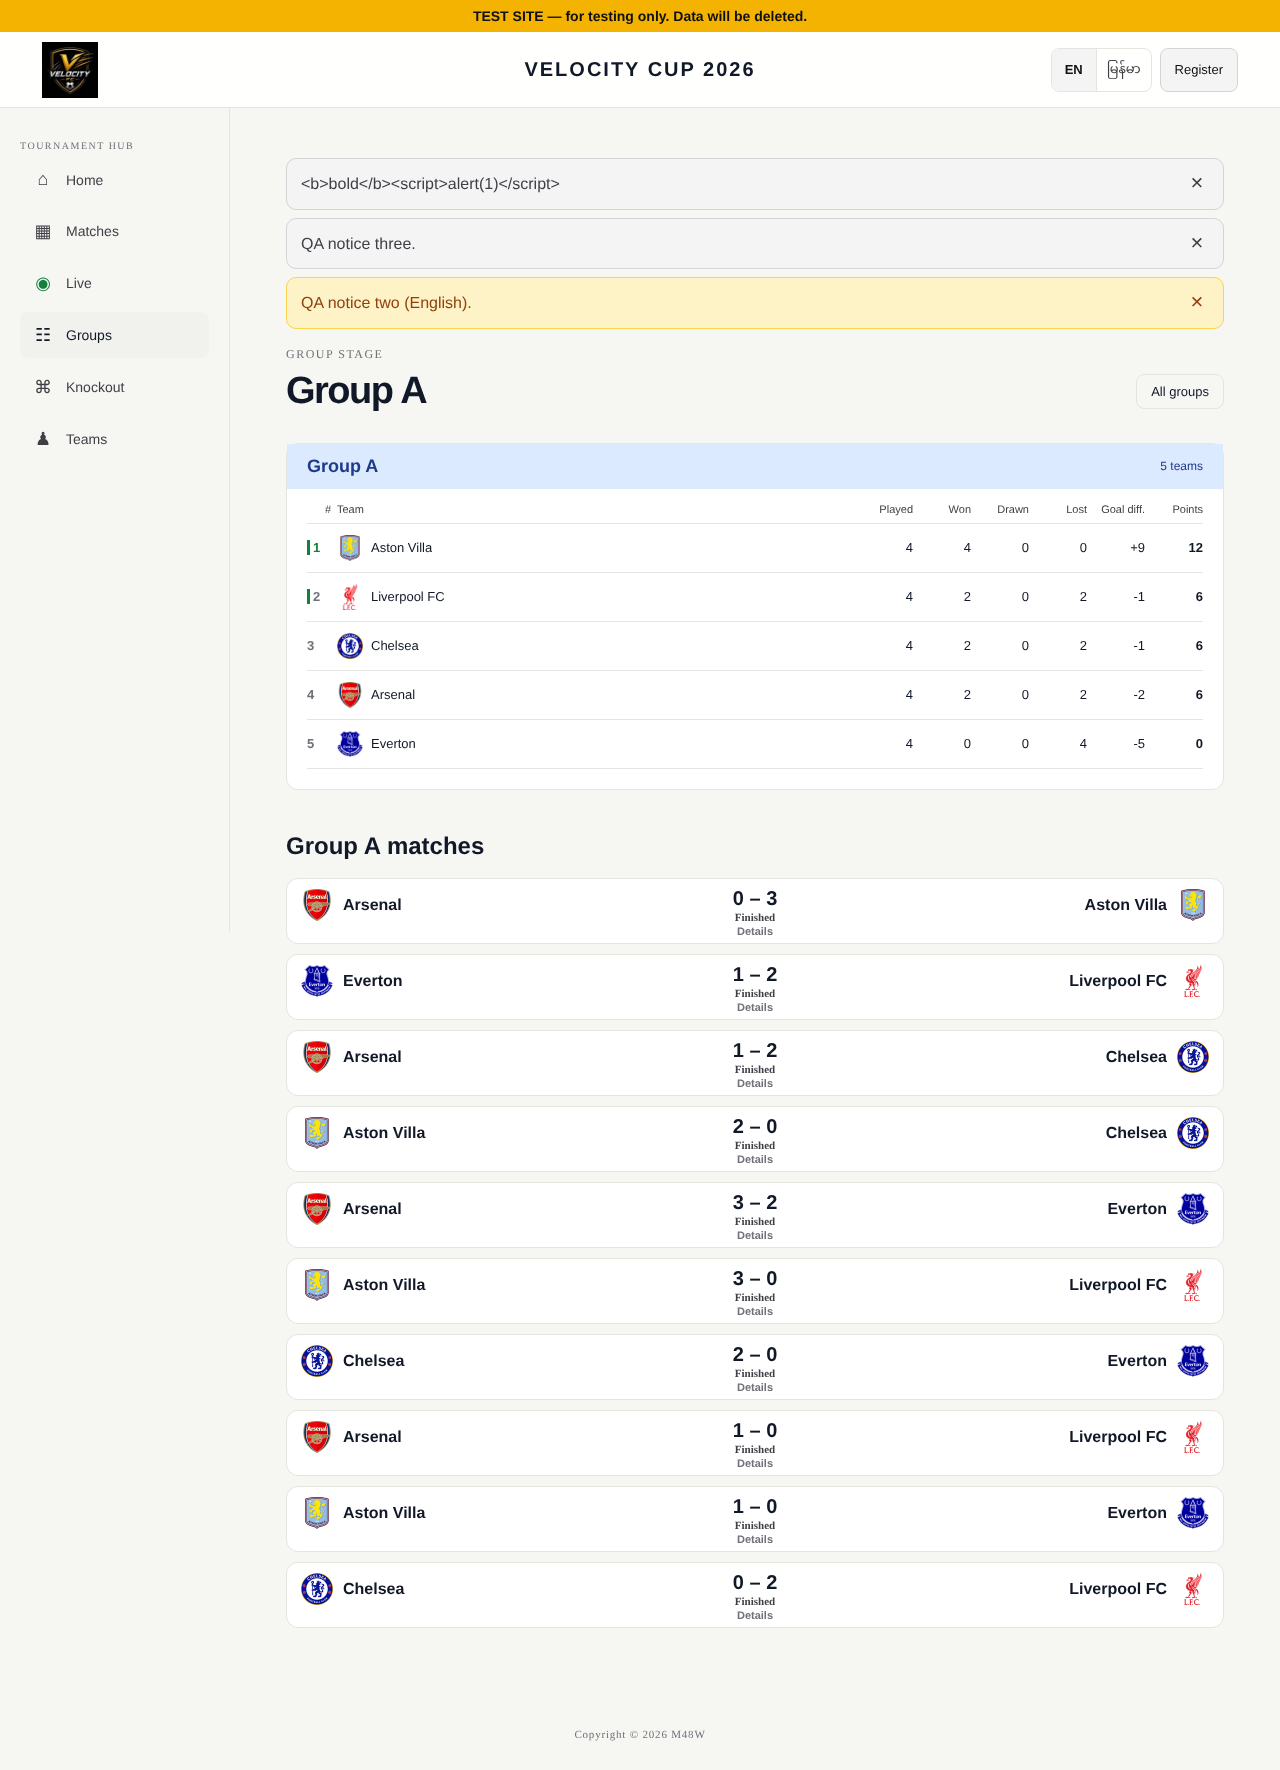 TEST SITE — for testing only. Data will be deleted.
VELOCITY
VELOCITY CUP 2026
EN
မြန်မာ
Register
TOURNAMENT HUB
Home
Matches
Live
Groups
Knockout
Teams
<b>bold</b><script>alert(1)</script>
QA notice three.
QA notice two (English).
GROUP STAGE
Group A
All groups
Group A 5 teams
# Team Played Won Drawn Lost Goal diff. Points
1 Aston Villa 4 4 0 0 +9 12
2 Liverpool FC 4 2 0 2 -1 6
3 Chelsea 4 2 0 2 -1 6
4 Arsenal 4 2 0 2 -2 6
5 Everton 4 0 0 4 -5 0
Group A matches
Arsenal 0 – 3 Aston Villa
Finished
Details
Everton 1 – 2 Liverpool FC
Finished
Details
Arsenal 1 – 2 Chelsea
Finished
Details
Aston Villa 2 – 0 Chelsea
Finished
Details
Arsenal 3 – 2 Everton
Finished
Details
Aston Villa 3 – 0 Liverpool FC
Finished
Details
Chelsea 2 – 0 Everton
Finished
Details
Arsenal 1 – 0 Liverpool FC
Finished
Details
Aston Villa 1 – 0 Everton
Finished
Details
Chelsea 0 – 2 Liverpool FC
Finished
Details
Copyright © 2026 M48W